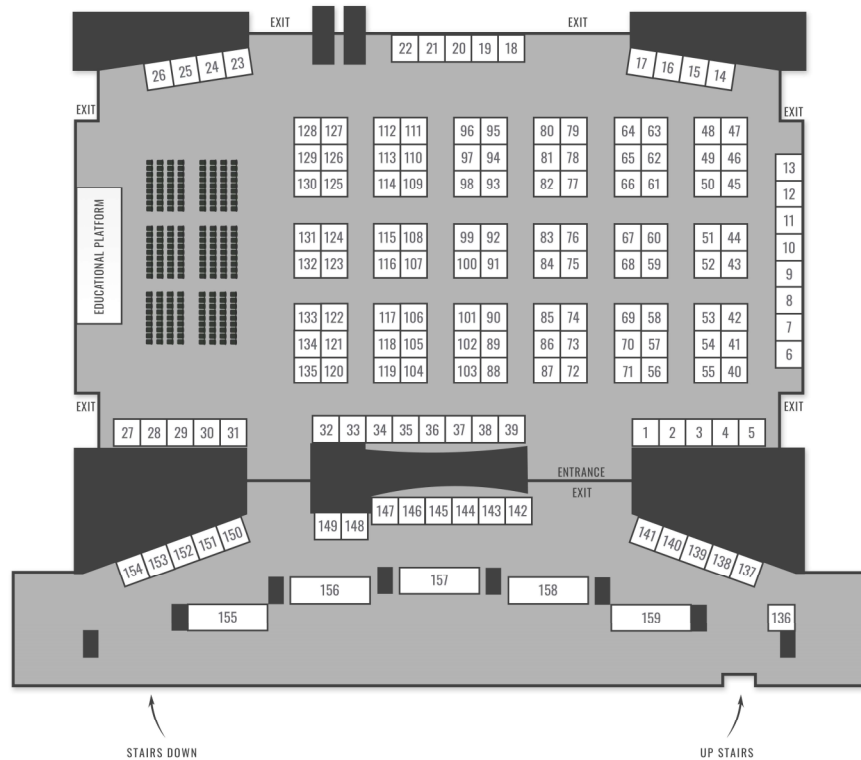 EXIT EXIT
22 21 20 19 18
26 25 24 23
17 16 15 14
EXIT EXIT
128 127 112 111 96 95 80 79 64 63 48 47
129 126 113 110 97 94 81 78 65 62 49 46
130 125 114 109 98 93 82 77 66 61 50 45
13
12
11
10
9
8
7
6
EDUCATIONAL PLATFORM
131 124 115 108 99 92 83 76 67 60 51 44
132 123 116 107 100 91 84 75 68 59 52 43
133 122 117 106 101 90 85 74 69 58 53 42
134 121 118 105 102 89 86 73 70 57 54 41
135 120 119 104 103 88 87 72 71 56 55 40
EXIT EXIT
27 28 29 30 31
32 33 34 35 36 37 38 39
1 2 3 4 5
ENTRANCE
EXIT
149 148 147 146 145 144 143 142
154 153 152 151 150
141 140 139 138 137
155 156 157 158 159 136
STAIRS DOWN UP STAIRS